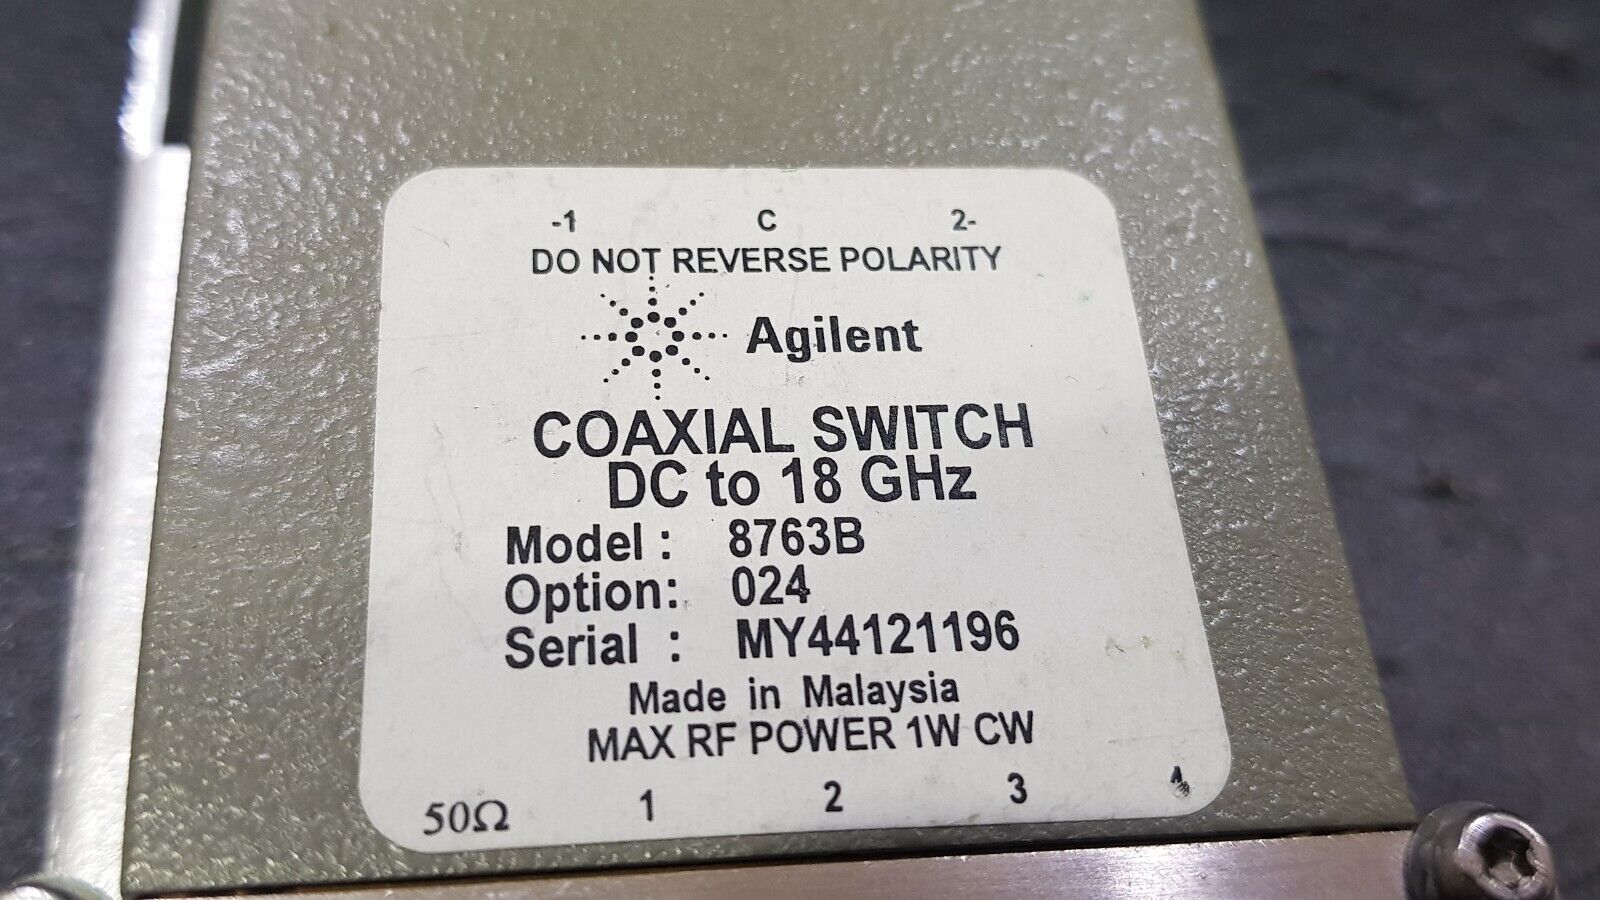 -1 C 2-
DO NOT REVERSE POLARITY
Agilent
COAXIAL SWITCH
DC to 18 GHz
Model : 8763B
Option: 024
Serial : MY44121196
Made in Malaysia
MAX RF POWER 1W CW
50Ω 1 2 3